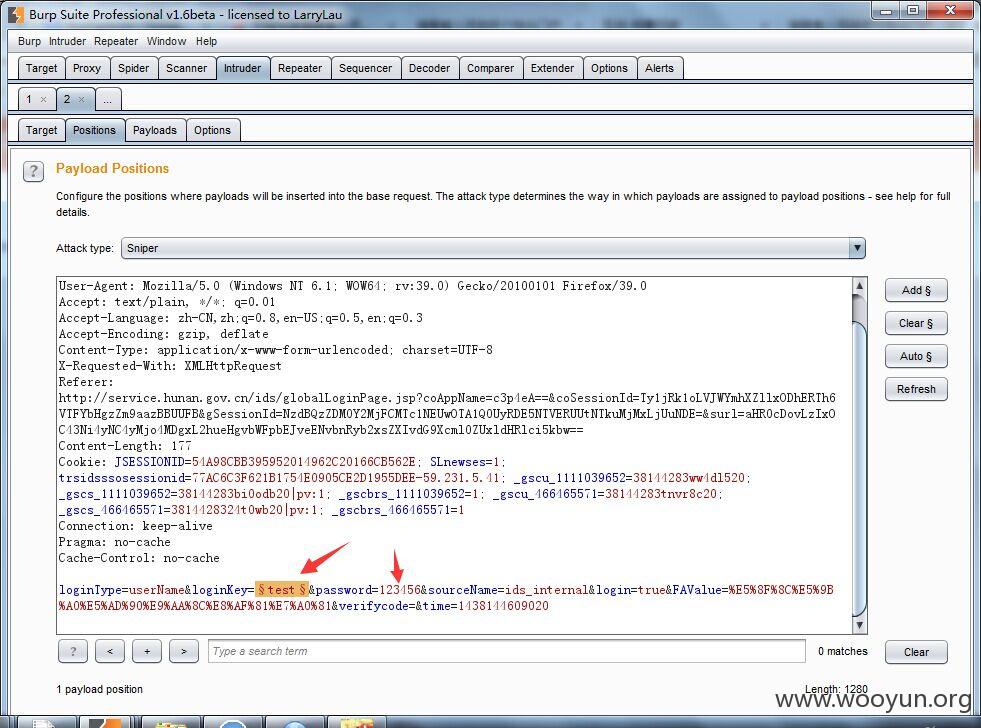 Burp Suite Professional v1.6beta - licensed to LarryLau
Burp Intruder Repeater Window Help
Target Proxy Spider Scanner Intruder Repeater Sequencer Decoder Comparer Extender Options Alerts
1 × 2 × ...
Target Positions Payloads Options
? Payload Positions
Configure the positions where payloads will be inserted into the base request. The attack type determines the way in which payloads are assigned to payload positions - see help for full
details.
Attack type: Sniper
User-Agent: Mozilla/5.0 (Windows NT 6.1; WOW64; rv:39.0) Gecko/20100101 Firefox/39.0
Accept: text/plain, */*; q=0.01
Accept-Language: zh-CN,zh;q=0.8,en-US;q=0.5,en;q=0.3
Accept-Encoding: gzip, deflate
Content-Type: application/x-www-form-urlencoded; charset=UTF-8
X-Requested-With: XMLHttpRequest
Referer:
http://service.hunan.gov.cn/ids/globalLoginPage.jsp?coAppName=c3p4eA==&coSessionId=Iy1jRk1oLVJWYmhXZllxODhERTh6
VTFYbHgzZm9aazBBUUFB&gSessionId=NzdBQzZDM0Y2MjFCMTc1NEUwOTA1Q0UyRDE5NTVERUUtNTkuMjMxLjUuNDE=&surl=aHR0cDovLzIxO
C43Ni4yNC4yMjo4MDgxL2hueHgvbWFpbEJveENvbnRyb2xsZXIvdG9Xcml0ZUxldHRlci5kbw==
Content-Length: 177
Cookie: JSESSIONID=54A98CBB395952014962C20166CB562E; SLnewses=1;
trsidsssosessionid=77AC6C3F621B1754E0905CE2D1955DEE-59.231.5.41; _gscu_1111039652=38144283ww4dl520;
_gscs_1111039652=38144283bi0odb20|pv:1; _gscbrs_1111039652=1; _gscu_466465571=38144283tnvr8c20;
_gscs_466465571=3814428324t0wb20|pv:1; _gscbrs_466465571=1
Connection: keep-alive
Pragma: no-cache
Cache-Control: no-cache
loginType=userName&loginKey=§test§&password=123456&sourceName=ids_internal&login=true&FAValue=%E5%8F%8C%E5%9B
%A0%E5%AD%90%E9%AA%8C%E8%AF%81%E7%A0%81&verifycode=&time=1438144609020
Add §
Clear §
Auto §
Refresh
? < + > Type a search term 0 matches Clear
1 payload position Length: 1280
www.wooyun.org